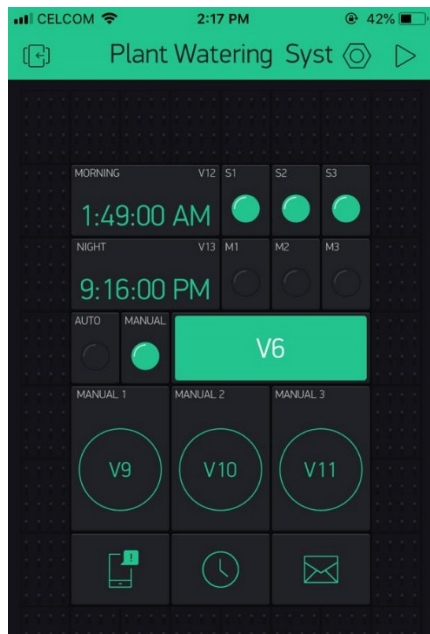 CELCOM 2:17 PM 42%
Plant Watering Syst
MORNING V12 S1 S2 S3
1:49:00 AM
NIGHT V13 M1 M2 M3
9:16:00 PM
AUTO MANUAL
V6
MANUAL 1 MANUAL 2 MANUAL 3
V9 V10 V11